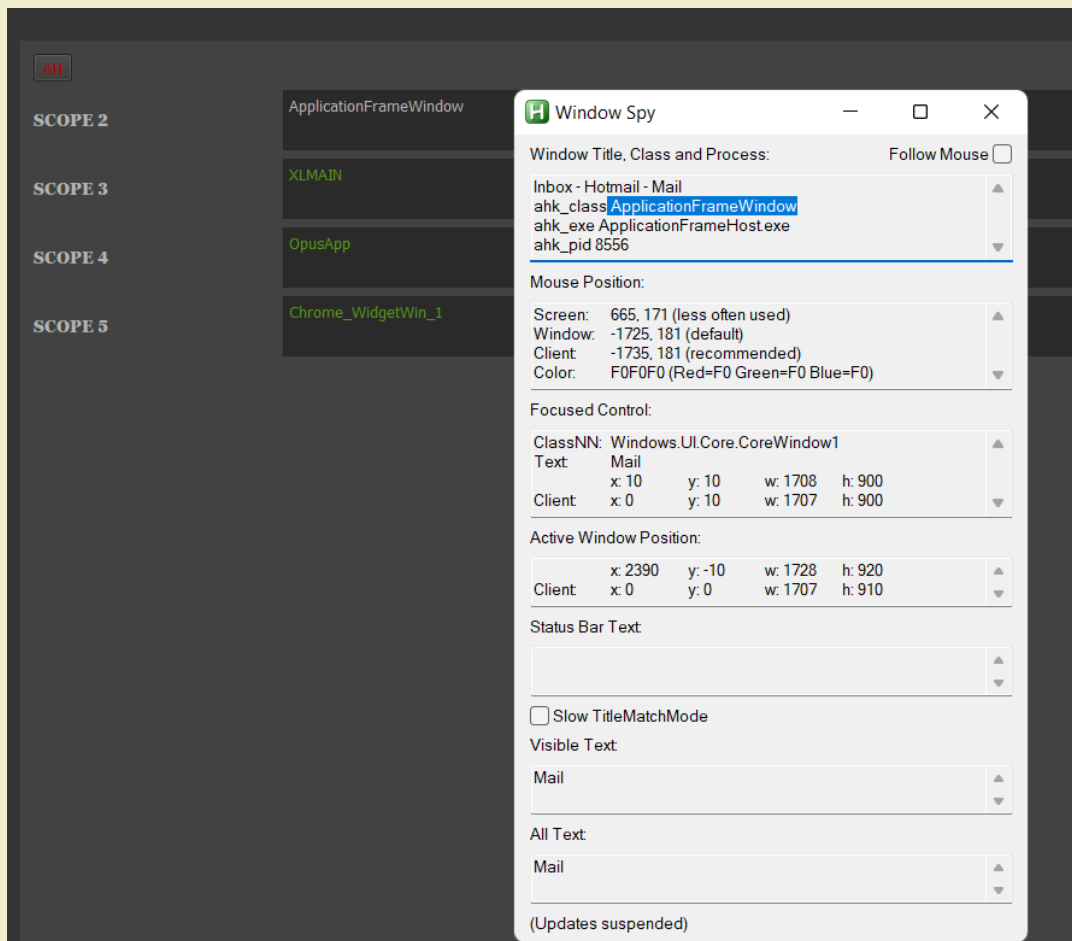 AH
SCOPE 2
ApplicationFrameWindow
SCOPE 3
XLMAIN
SCOPE 4
OpusApp
SCOPE 5
Chrome_WidgetWin_1
H Window Spy
Window Title, Class and Process: Follow Mouse
Inbox - Hotmail - Mail
ahk_class ApplicationFrameWindow
ahk_exe ApplicationFrameHost.exe
ahk_pid 8556
Mouse Position:
Screen: 665, 171 (less often used)
Window: -1725, 181 (default)
Client: -1735, 181 (recommended)
Color: F0F0F0 (Red=F0 Green=F0 Blue=F0)
Focused Control:
ClassNN: Windows.UI.Core.CoreWindow1
Text: Mail
x: 10 y: 10 w: 1708 h: 900
Client: x: 0 y: 10 w: 1707 h: 900
Active Window Position:
x: 2390 y: -10 w: 1728 h: 920
Client: x: 0 y: 0 w: 1707 h: 910
Status Bar Text:
Slow TitleMatchMode
Visible Text:
Mail
All Text:
Mail
(Updates suspended)